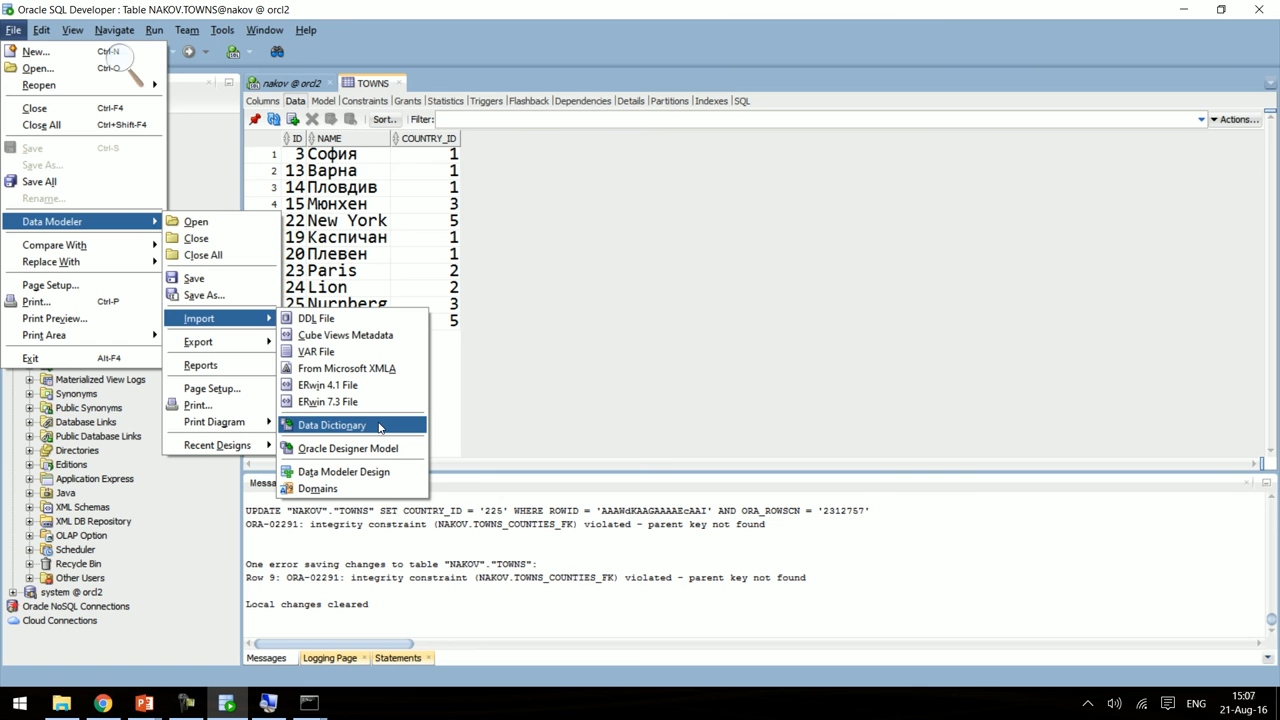 Oracle SQL Developer : Table NAKOV.TOWNS@nakov @ orcl2
File Edit View Navigate Run Team Tools Window Help
New... Ctrl-N
Open... Ctrl-O
Reopen
Close Ctrl-F4
Close All Ctrl+Shift-F4
Save Ctrl-S
Save As...
Save All
Rename...
Data Modeler
Compare With
Replace With
Page Setup...
Print... Ctrl-P
Print Preview...
Print Area
Exit Alt-F4
Open
Close
Close All
Save
Save As...
Import
Export
Reports
Page Setup...
Print...
Print Diagram
Recent Designs
DDL File
Cube Views Metadata
VAR File
From Microsoft XMLA
ERwin 4.1 File
ERwin 7.3 File
Data Dictionary
Oracle Designer Model
Data Modeler Design
Domains
nakov @ orcl2 TOWNS
Columns Data Model Constraints Grants Statistics Triggers Flashback Dependencies Details Partitions Indexes SQL
Sort.. Filter: Actions...
ID NAME COUNTRY_ID
1 3 София 1
2 13 Варна 1
3 14 Пловдив 1
4 15 Мюнхен 3
22 New York 5
19 Каспичан 1
20 Плевен 1
23 Paris 2
24 Lion 2
25 Nurnberg 3
5
Materialized View Logs
Synonyms
Public Synonyms
Database Links
Public Database Links
Directories
Editions
Application Express
Java
XML Schemas
XML DB Repository
OLAP Option
Scheduler
Recycle Bin
Other Users
system @ orcl2
Oracle NoSQL Connections
Cloud Connections
Messa
UPDATE "NAKOV"."TOWNS" SET COUNTRY_ID = '225' WHERE ROWID = 'AAAWdKAAGAAAAEcAAI' AND ORA_ROWSCN = '2312757'
ORA-02291: integrity constraint (NAKOV.TOWNS_COUNTIES_FK) violated - parent key not found
One error saving changes to table "NAKOV"."TOWNS":
Row 9: ORA-02291: integrity constraint (NAKOV.TOWNS_COUNTIES_FK) violated - parent key not found
Local changes cleared
Messages Logging Page Statements
15:07
21-Aug-16